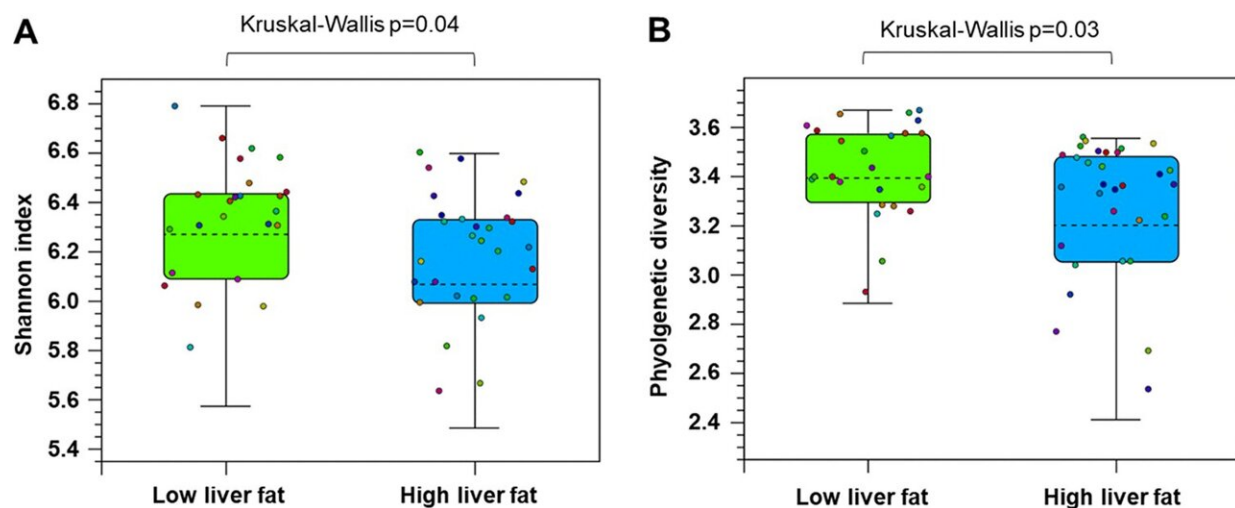 A
Kruskal-Wallis p=0.04
Shannon index
6.8
6.6
6.4
6.2
6.0
5.8
5.6
5.4
Low liver fat
High liver fat
B
Kruskal-Wallis p=0.03
Phyolgenetic diversity
3.6
3.4
3.2
3.0
2.8
2.6
2.4
Low liver fat
High liver fat